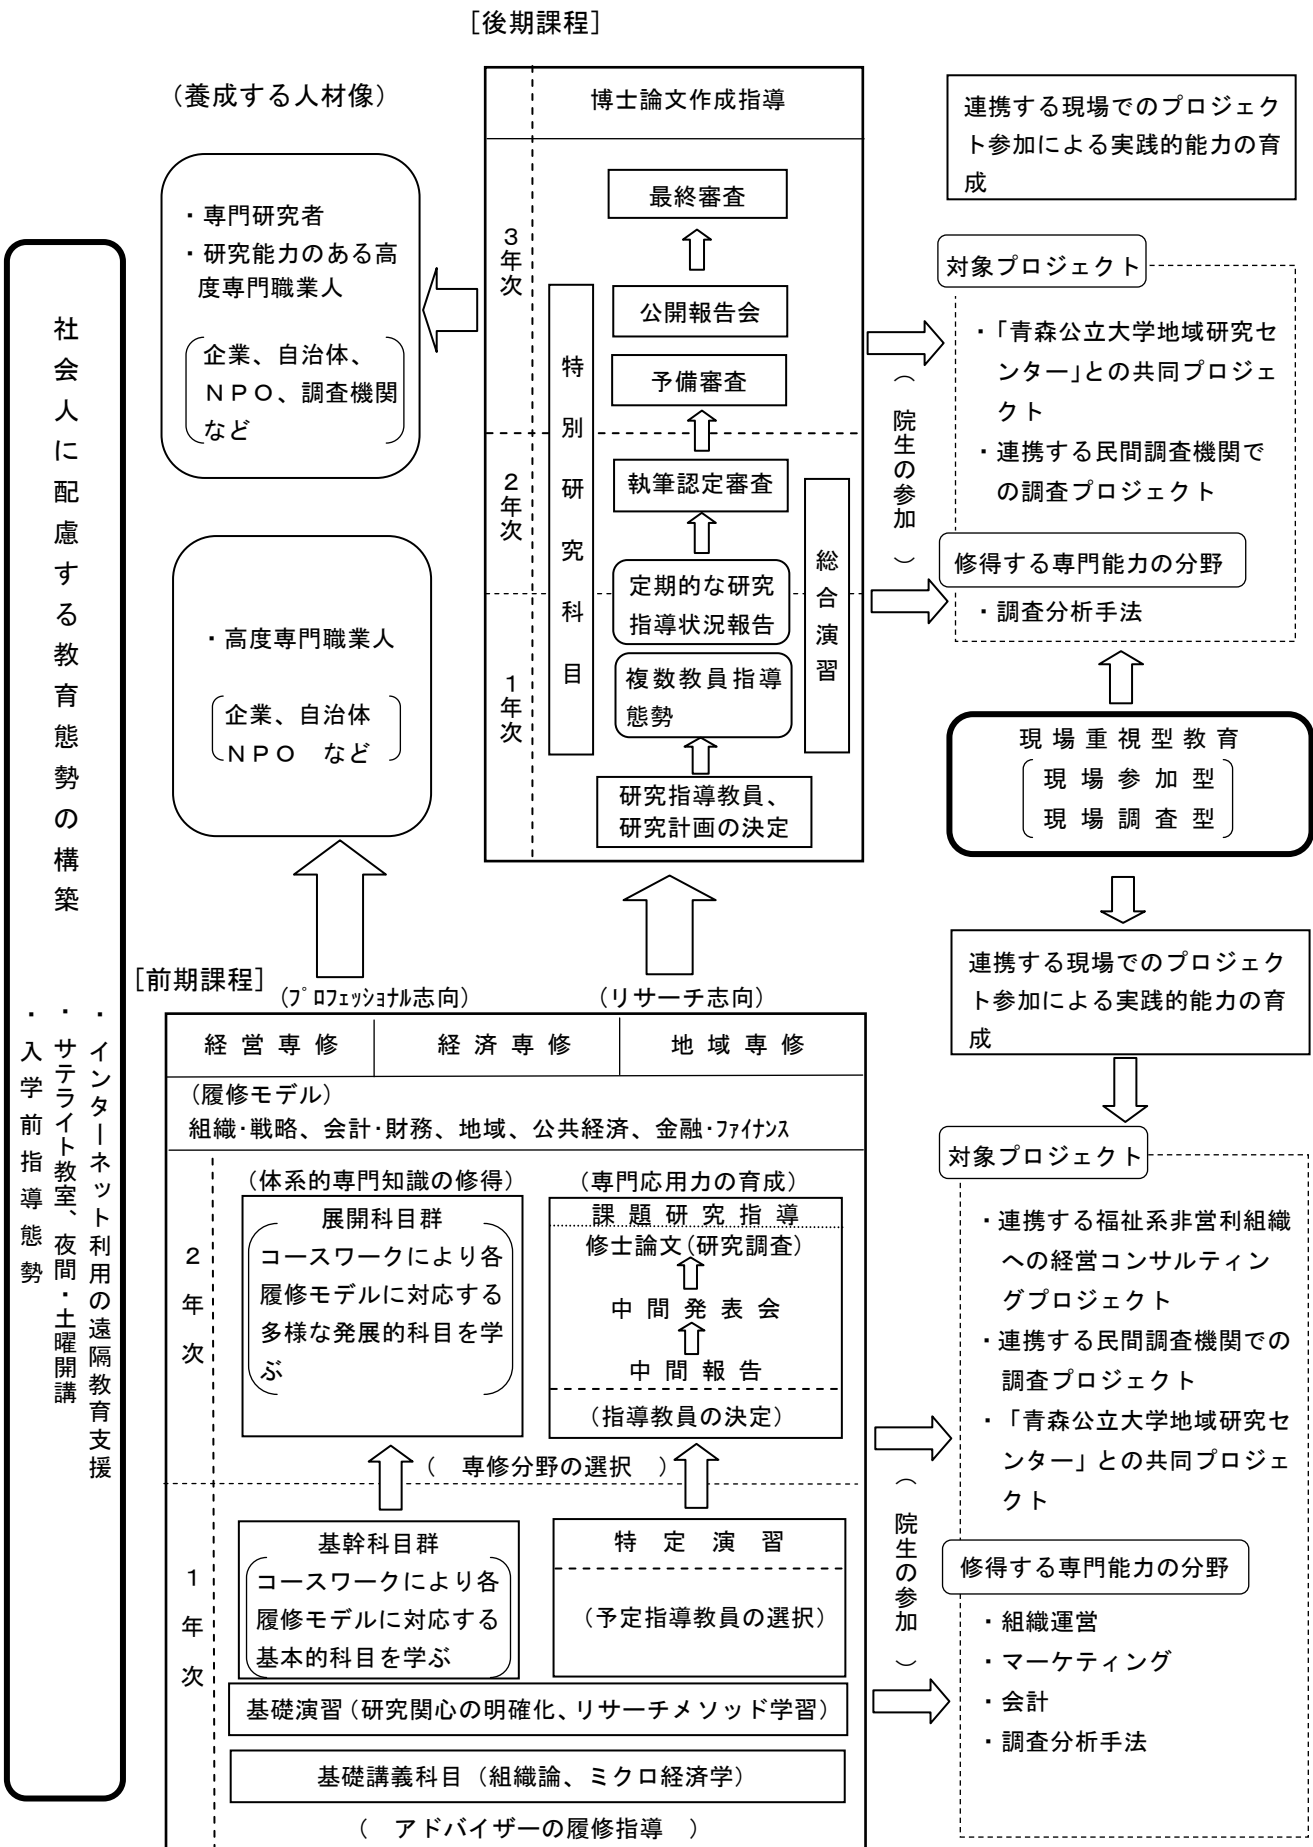 [後期課程]
(養成する人材像)
・専門研究者
・研究能力のある高
度専門職業人
企業、自治体、
NPO、調査機関
など
・高度専門職業人
企業、自治体
NPO など
社会人に配慮する教育態勢の構築
・インターネット利用の遠隔教育支援
・サテライト教室、夜間・土曜開講
・入学前指導態勢
博士論文作成指導
3年次
2年次
1年次
特別研究科目
総合演習
最終審査
公開報告会
予備審査
執筆認定審査
定期的な研究
指導状況報告
複数教員指導
態勢
研究指導教員、
研究計画の決定
(院生の参加)
連携する現場でのプロジェク
ト参加による実践的能力の育
成
対象プロジェクト
・「青森公立大学地域研究セ
ンター」との共同プロジェ
クト
・連携する民間調査機関で
の調査プロジェクト
修得する専門能力の分野
・調査分析手法
現場重視型教育
現場参加型
現場調査型
連携する現場でのプロジェク
ト参加による実践的能力の育
成
[前期課程]
(プロフェッショナル志向)
(リサーチ志向)
経営専修
経済専修
地域専修
(履修モデル)
組織・戦略、会計・財務、地域、公共経済、金融・ファイナンス
2年次
(体系的専門知識の修得)
展開科目群
コースワークにより各
履修モデルに対応する
多様な発展的科目を学
ぶ
(専門応用力の育成)
課題研究指導
修士論文(研究調査)
中間発表会
中間報告
(指導教員の決定)
( 専修分野の選択 )
1年次
基幹科目群
コースワークにより各
履修モデルに対応する
基本的科目を学ぶ
特定演習
(予定指導教員の選択)
基礎演習(研究関心の明確化、リサーチメソッド学習)
基礎講義科目(組織論、ミクロ経済学)
( アドバイザーの履修指導 )
(院生の参加)
対象プロジェクト
・連携する福祉系非営利組織
への経営コンサルティン
グプロジェクト
・連携する民間調査機関での
調査プロジェクト
・「青森公立大学地域研究セ
ンター」との共同プロジェ
クト
修得する専門能力の分野
・組織運営
・マーケティング
・会計
・調査分析手法